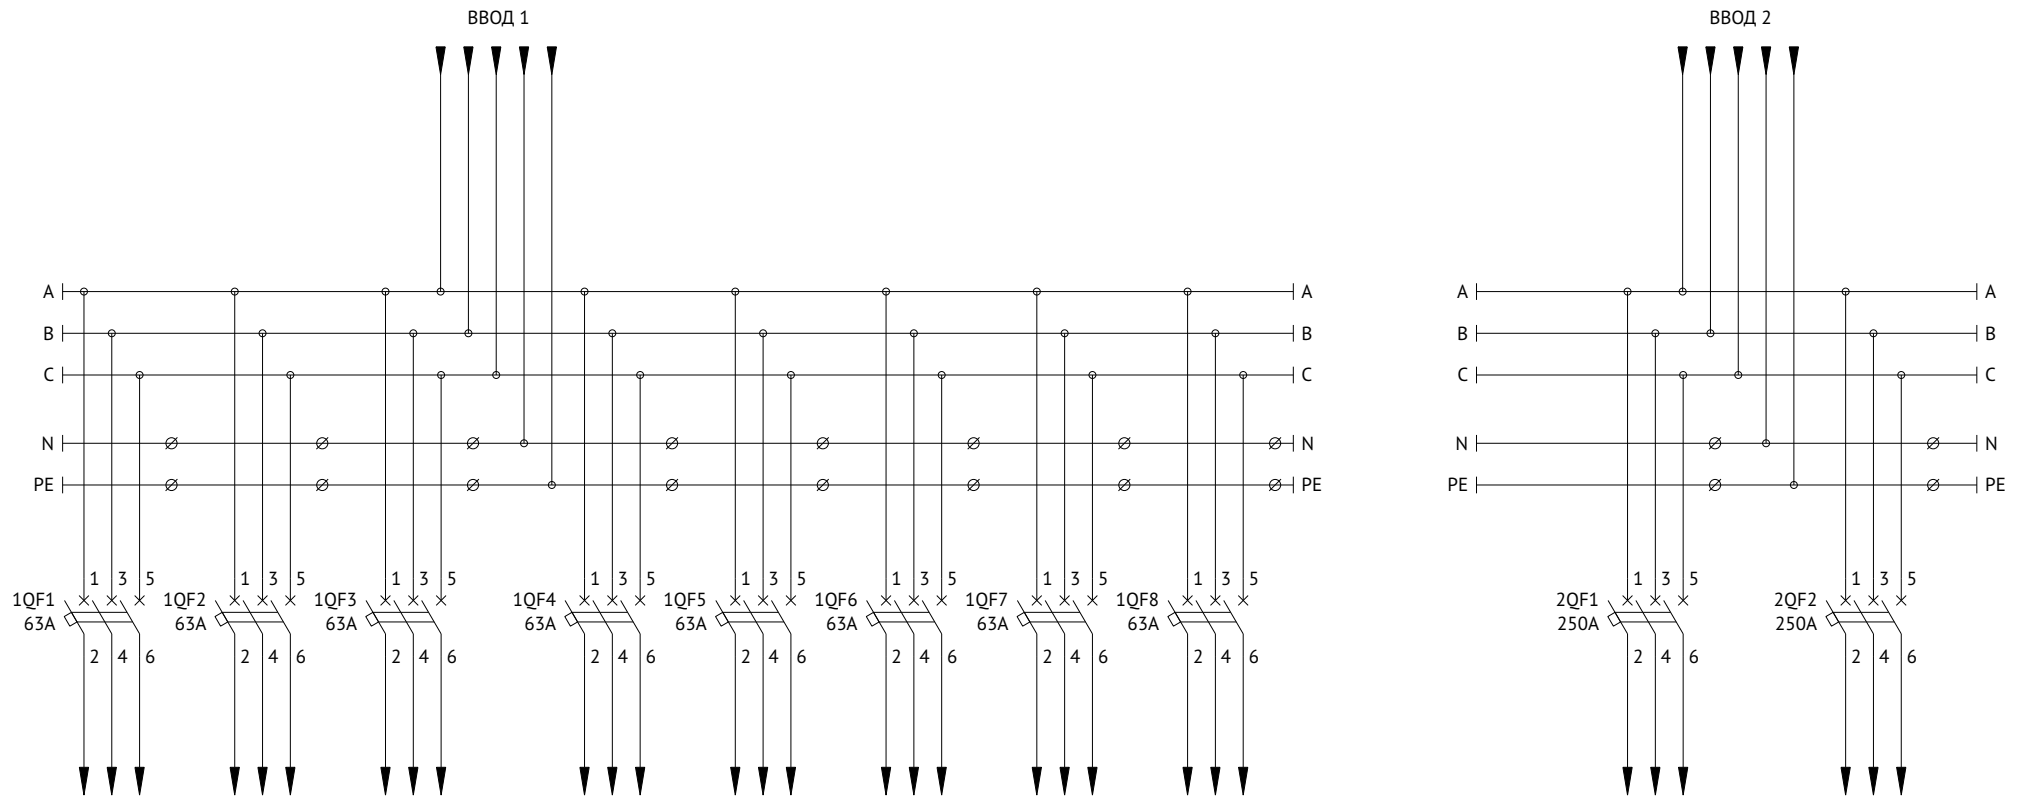 ВВОД 1 ВВОД 2
A A A A
B B B B
C C C C
N N N N
PE PE PE PE
1 3 5 1 3 5 1 3 5 1 3 5 1 3 5 1 3 5 1 3 5 1 3 5 1 3 5 1 3 5
1QF1 1QF2 1QF3 1QF4 1QF5 1QF6 1QF7 1QF8 2QF1 2QF2
63A 63A 63A 63A 63A 63A 63A 63A 250A 250A
2 4 6 2 4 6 2 4 6 2 4 6 2 4 6 2 4 6 2 4 6 2 4 6 2 4 6 2 4 6